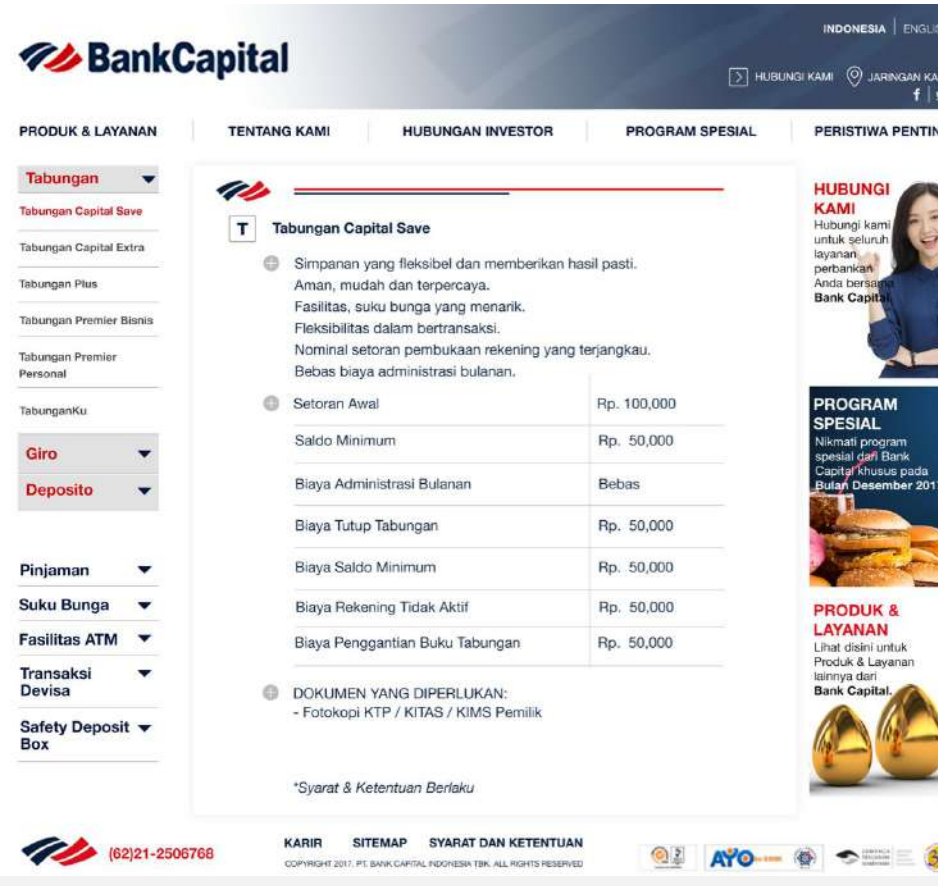 BankCapital
INDONESIA
HUBUNGI KAMI
JARINGAN
f
PRODUK & LAYANAN
TENTANG KAMI
HUBUNGAN INVESTOR
PROGRAM SPESIAL
PERISTIWA
Tabungan
Tabungan Capital Save
Tabungan Capital Extra
Tabungan Plus
Tabungan Premier Bisnis
Tabungan Premier
Personal
TabunganKu
Giro
Deposito
Pinjaman
Suku Bunga
Fasilitas ATM
Transaksi
Devisa
Safety Deposit
Box
T Tabungan Capital Save
Simpanan yang fleksibel dan memberikan hasil pasti.
Aman, mudah dan terpercaya.
Fasilitas, suku bunga yang menarik.
Fleksibilitas dalam bertransaksi.
Nominal setoran pembukaan rekening yang terjangkau.
Bebas biaya administrasi bulanan.
Setoran Awal Rp. 100,000
Saldo Minimum Rp. 50,000
Biaya Administrasi Bulanan Bebas
Biaya Tutup Tabungan Rp. 50,000
Biaya Saldo Minimum Rp. 50,000
Biaya Rekening Tidak Aktif Rp. 50,000
Biaya Penggantian Buku Tabungan Rp. 50,000
DOKUMEN YANG DIPERLUKAN:
- Fotokopi KTP / KITAS / KIMS Pemilik
*Syarat & Ketentuan Berlaku
HUBUNGI
KAMI
Hubungi kami
untuk seluruh
layanan
perbankan
Anda bersama
Bank Capital.
PROGRAM
SPESIAL
Nikmati program
spesial dari Bank
Capital khusus pada
Bulan Desember 2017
PRODUK &
LAYANAN
Lihat disini untuk
Produk & Layanan
lainnya dari
Bank Capital.
(62)21-2506768
KARIR
SITEMAP
SYARAT DAN KETENTUAN
COPYRIGHT 2017. PT. BANK CAPITAL INDONESIA TBK. ALL RIGHTS RESERVED
AYO